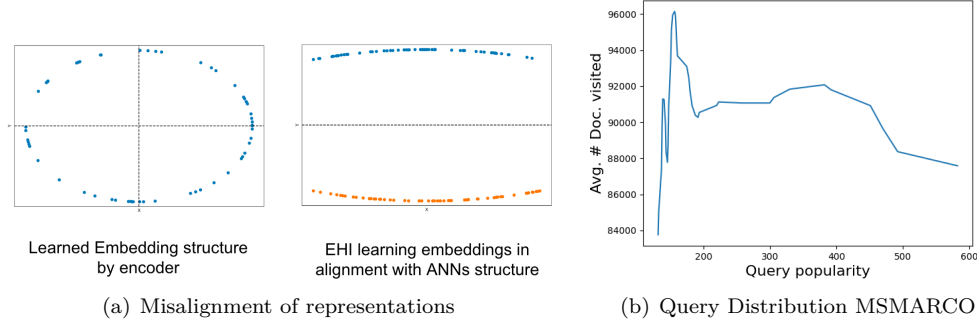 Learned Embedding structure
by encoder
EHI learning embeddings in
alignment with ANNs structure
(a) Misalignment of representations
96000
94000
92000
90000
88000
86000
84000
Avg. # Doc. visited
200
300
400
500
600
Query popularity
(b) Query Distribution MSMARCO